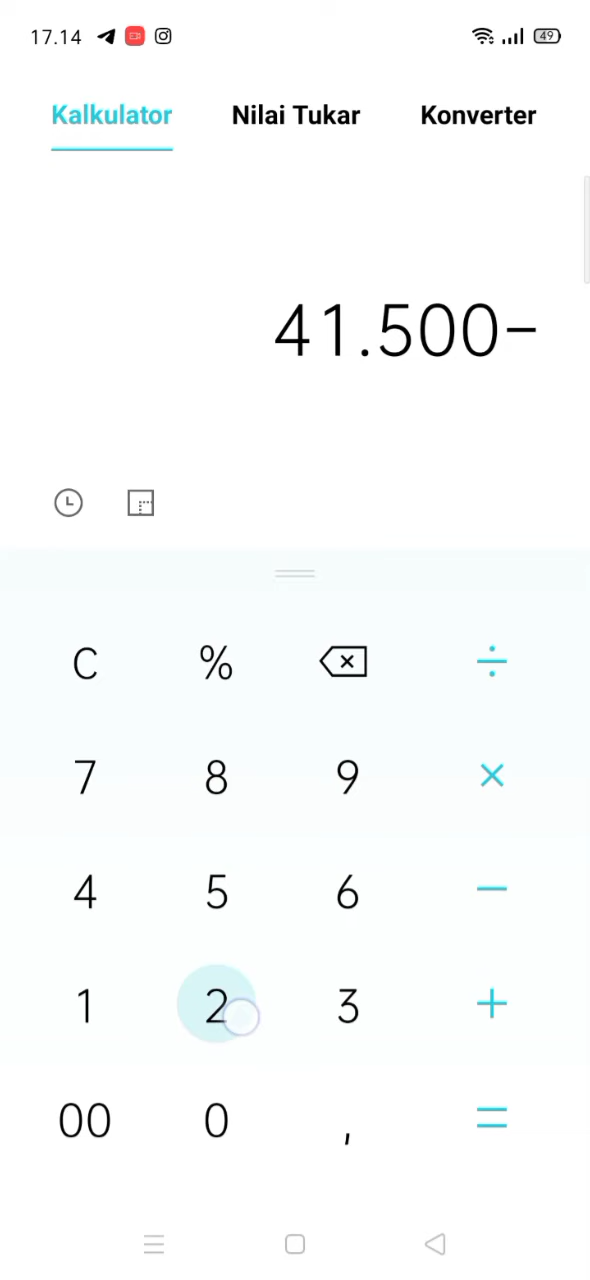 17.14 49
Kalkulator Nilai Tukar Konverter
41.500−
C % ÷
7 8 9 ×
4 5 6 −
1 2 3 +
00 0 , =